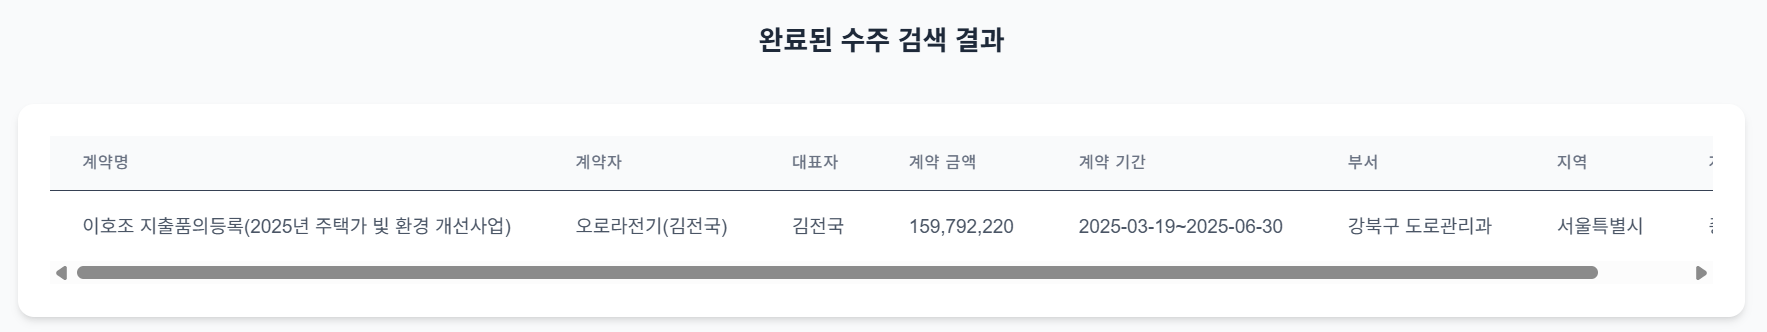 완료된 수주 검색 결과
계약명 계약자 대표자 계약 금액 계약 기간 부서 지역
이호조 지출품의등록(2025년 주택가 빛 환경 개선사업) 오로라전기(김전국) 김전국 159,792,220 2025-03-19~2025-06-30 강북구 도로관리과 서울특별시